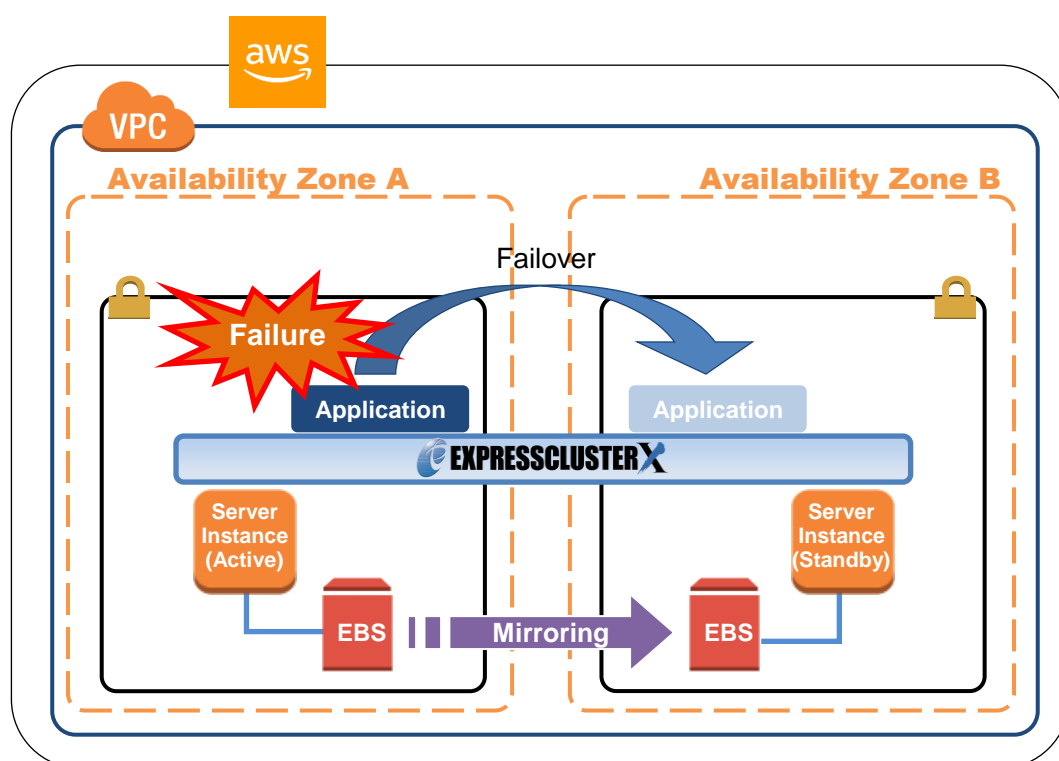 aws
VPC
Availability Zone A
Availability Zone B
Failover
Failure
Application
Application
EXPRESSCLUSTER X
Server
Instance
(Active)
Server
Instance
(Standby)
EBS
Mirroring
EBS